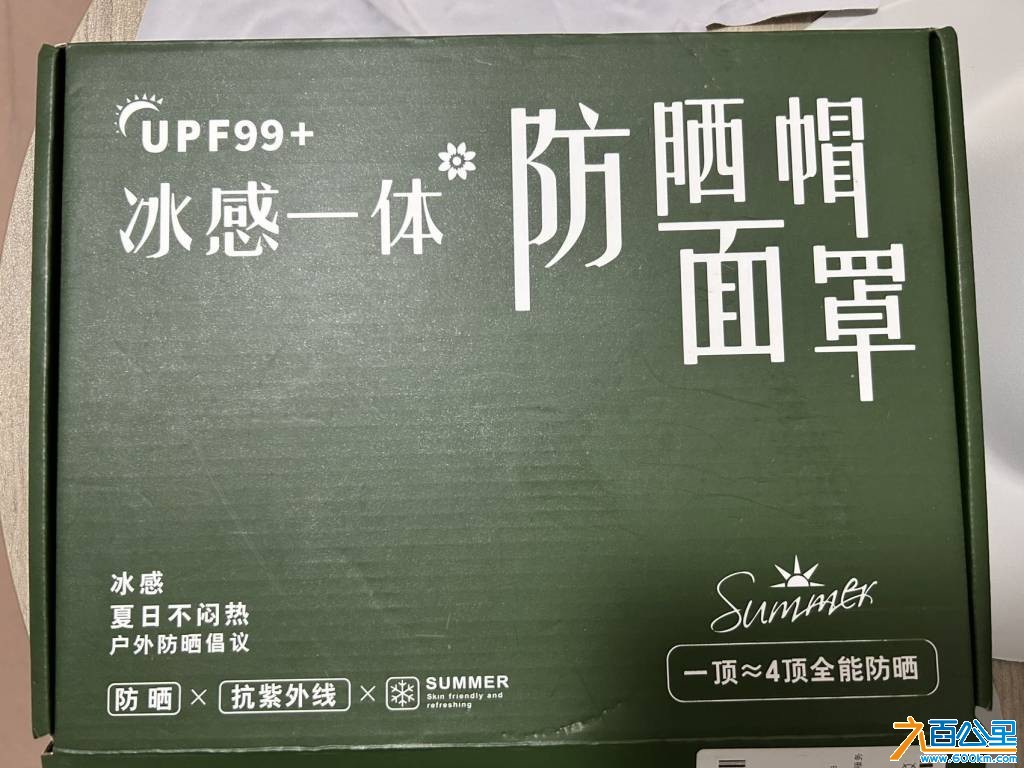 UPF99+
冰感一体
防晒帽
面罩
冰感
夏日不闷热
户外防晒倡议
防晒 × 抗紫外线 ×
SUMMER
Skin friendly and
refreshing
Summer
一顶≈4顶全能防晒
百公里
www.600km.com